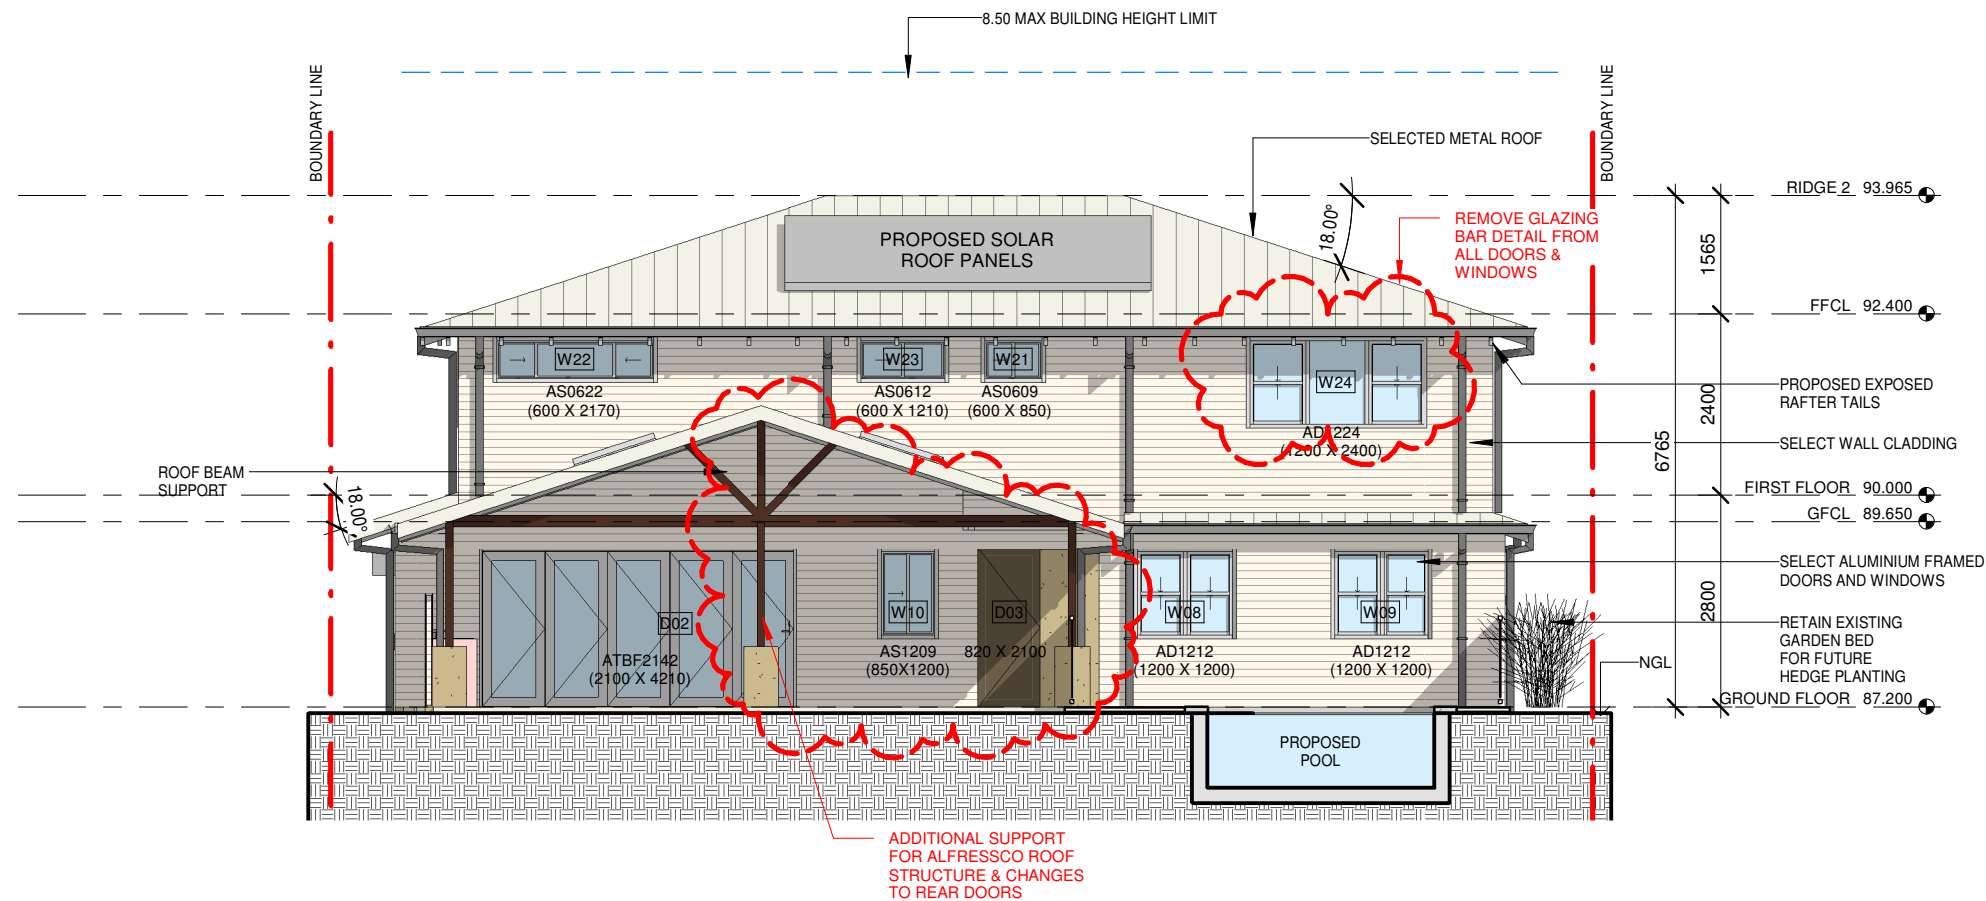 8.50 MAX BUILDING HEIGHT LIMIT
BOUNDARY LINE
BOUNDARY LINE
SELECTED METAL ROOF
RIDGE 2 93.965
18.00°
REMOVE GLAZING
BAR DETAIL FROM
ALL DOORS &
WINDOWS
PROPOSED SOLAR
ROOF PANELS
1565
FFCL 92.400
W22
W23
W21
W24
AS0622
(600 X 2170)
AS0612
(600 X 1210)
AS0609
(600 X 850)
AD1224
(1200 X 2400)
PROPOSED EXPOSED
RAFTER TAILS
2400
6765
SELECT WALL CLADDING
ROOF BEAM
SUPPORT
18.00°
FIRST FLOOR 90.000
GFCL 89.650
SELECT ALUMINIUM FRAMED
DOORS AND WINDOWS
2800
D02
W10
D03
W08
W09
ATBF2142
(2100 X 4210)
AS1209
(850X1200)
820 X 2100
AD1212
(1200 X 1200)
AD1212
(1200 X 1200)
RETAIN EXISTING
GARDEN BED
FOR FUTURE
HEDGE PLANTING
NGL
GROUND FLOOR 87.200
PROPOSED
POOL
ADDITIONAL SUPPORT
FOR ALFRESSCO ROOF
STRUCTURE & CHANGES
TO REAR DOORS